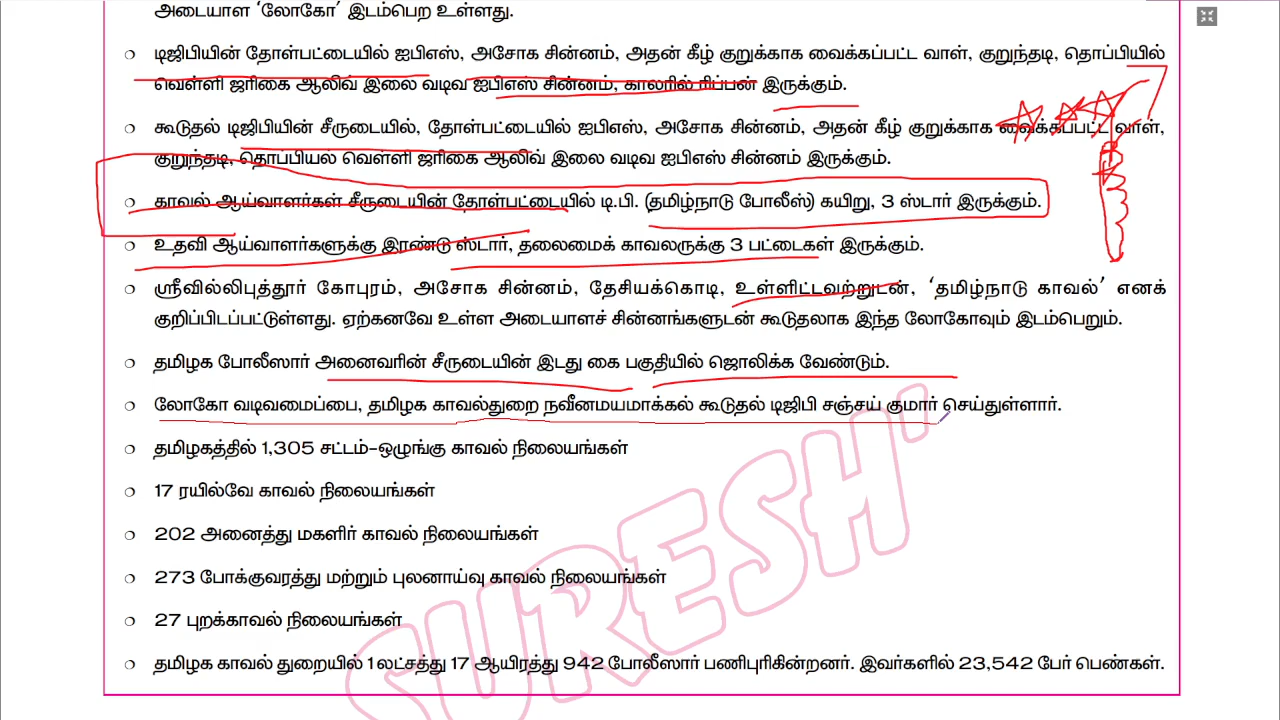 அடையாள ‘லோகோ’ இடம்பெற உள்ளது.
○ டிஜிபியின் தோள்பட்டையில் ஐபிஎஸ், அசோக சின்னம், அதன் கீழ் குறுக்காக வைக்கப்பட்ட வாள், குறுந்தடி, தொப்பியில்
வெள்ளி ஜரிகை ஆலிவ் இலை வடிவ ஐபிஎஸ் சின்னம், காலரில் ரிப்பன் இருக்கும்.
○ கூடுதல் டிஜிபியின் சீருடையில், தோள்பட்டையில் ஐபிஎஸ், அசோக சின்னம், அதன் கீழ் குறுக்காக வைக்கப்பட்ட வாள்,
குறுந்தடி, தொப்பியல் வெள்ளி ஜரிகை ஆலிவ் இலை வடிவ ஐபிஎஸ் சின்னம் இருக்கும்.
○ காவல் ஆய்வாளர்கள் சீருடையின் தோள்பட்டையில் டி.பி. (தமிழ்நாடு போலீஸ்) கயிறு, 3 ஸ்டார் இருக்கும்.
○ உதவி ஆய்வாளர்களுக்கு இரண்டு ஸ்டார், தலைமைக் காவலருக்கு 3 பட்டைகள் இருக்கும்.
○ ஸ்ரீவில்லிபுத்தூர் கோபுரம், அசோக சின்னம், தேசியக்கொடி, உள்ளிட்டவற்றுடன், ‘தமிழ்நாடு காவல்’ எனக்
குறிப்பிடப்பட்டுள்ளது. ஏற்கனவே உள்ள அடையாளச் சின்னங்களுடன் கூடுதலாக இந்த லோகோவும் இடம்பெறும்.
○ தமிழக போலீஸார் அனைவரின் சீருடையின் இடது கை பகுதியில் ஜொலிக்க வேண்டும்.
○ லோகோ வடிவமைப்பை, தமிழக காவல்துறை நவீனமயமாக்கல் கூடுதல் டிஜிபி சஞ்சய் குமார் செய்துள்ளார்.
○ தமிழகத்தில் 1,305 சட்டம்-ஒழுங்கு காவல் நிலையங்கள்
○ 17 ரயில்வே காவல் நிலையங்கள்
○ 202 அனைத்து மகளிர் காவல் நிலையங்கள்
○ 273 போக்குவரத்து மற்றும் புலனாய்வு காவல் நிலையங்கள்
○ 27 புறக்காவல் நிலையங்கள்
○ தமிழக காவல் துறையில் 1 லட்சத்து 17 ஆயிரத்து 942 போலீஸார் பணிபுரிகின்றனர். இவர்களில் 23,542 பேர் பெண்கள்.
SURESH'